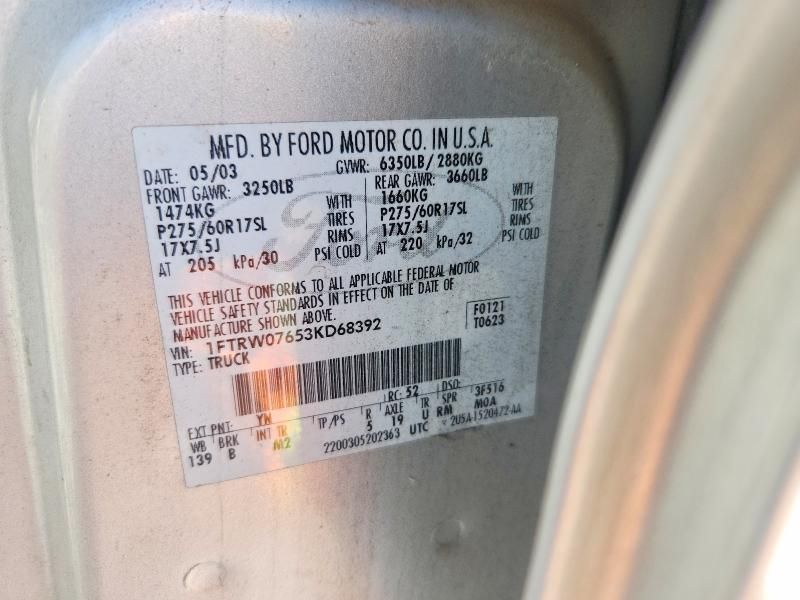 MFD. BY FORD MOTOR CO. IN U.S.A.
DATE: 05/03 GVWR: 6350LB/ 2880KG
FRONT GAWR: 3250LB REAR GAWR: 3660LB
1474KG WITH 1660KG WITH
P275/60R17SL TIRES P275/60R17SL TIRES
17X7.5J RIMS 17X7.5J RIMS
AT 205 kPa/30 PSI COLD AT 220 kPa/32 PSI COLD
Ford
THIS VEHICLE CONFORMS TO ALL APPLICABLE FEDERAL MOTOR
VEHICLE SAFETY STANDARDS IN EFFECT ON THE DATE OF
MANUFACTURE SHOWN ABOVE.
F0121
T0623
VIN: 1FTRW07653KD68392
TYPE: TRUCK
EXT PNT: YN RC: 52 DSO: 3F516
WB BRK INT TR TP/PS R AXLE TR SPR MOA
139 B M2 5 19 U RM
2200305202363 UTC 2U5A-1520472-AA